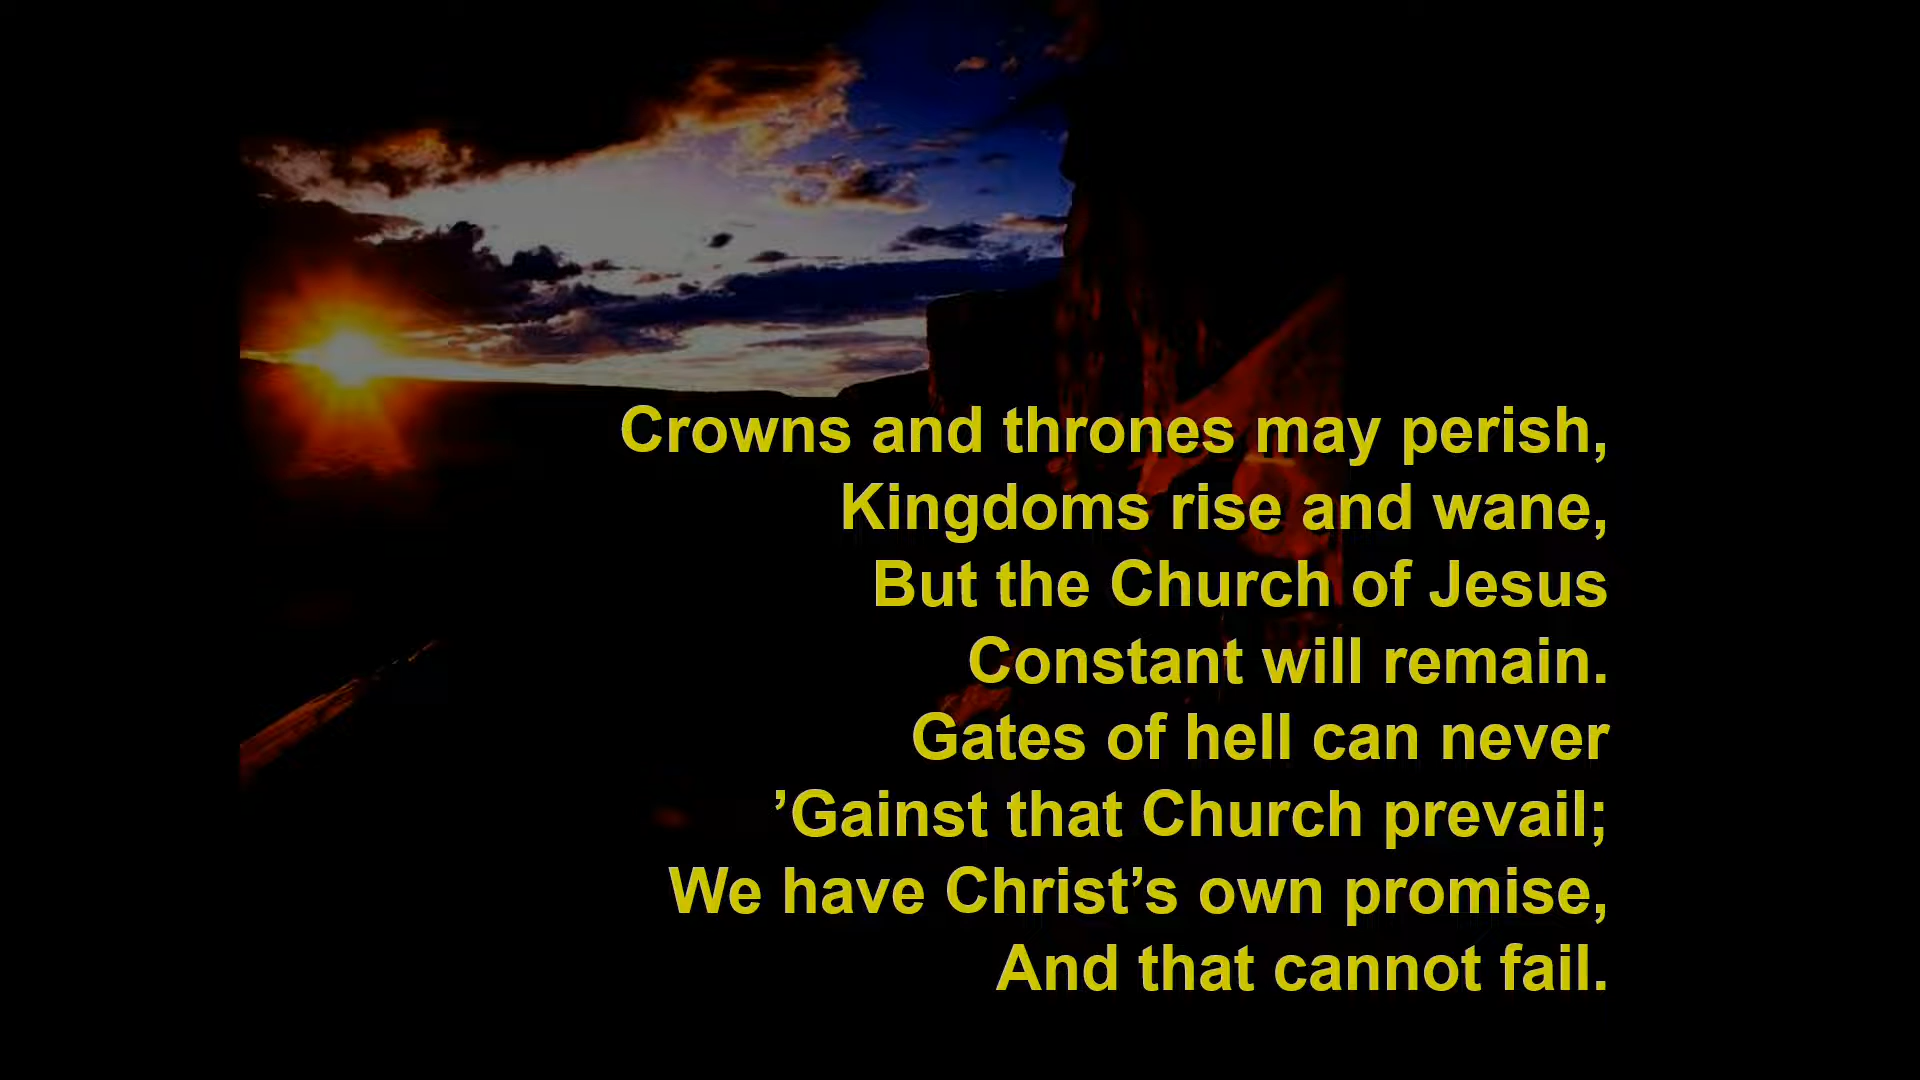 Crowns and thrones may perish,
Kingdoms rise and wane,
But the Church of Jesus
Constant will remain.
Gates of hell can never
’Gainst that Church prevail;
We have Christ’s own promise,
And that cannot fail.